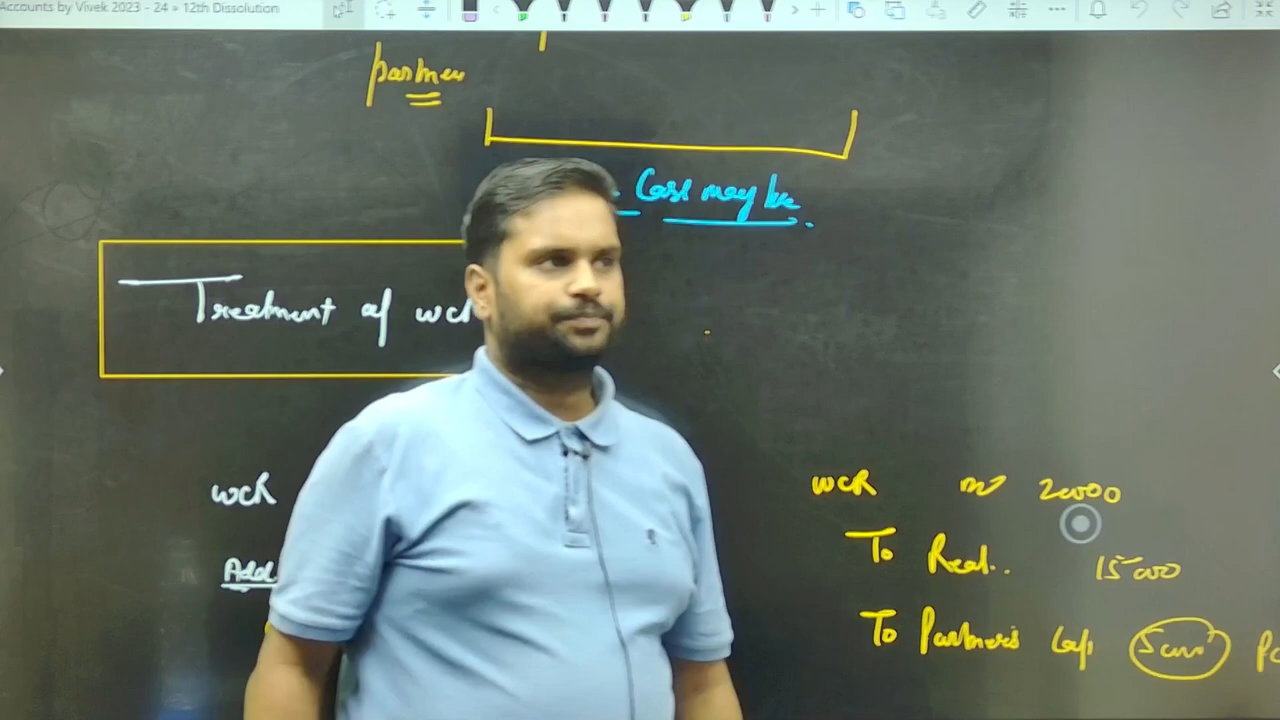 Accounts by Vivek 2023 - 24 » 12th Dissolution
partner
Case may be.
Treatment of WCR
WCR
Add
WCR Dr 20000
To Real.. 15000
To Partner's Cap 5000